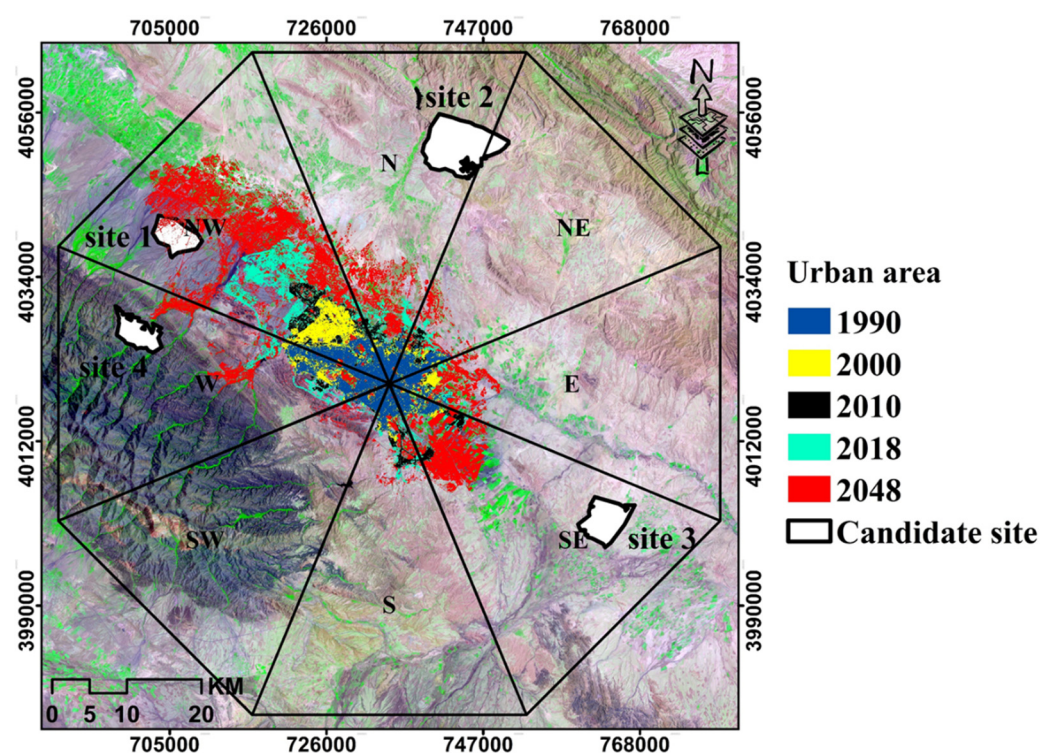 705000 726000 747000 768000
N
site 2
4056000 4056000
N
NE
site 1 NW
4034000 4034000
site 4
W E
4012000 4012000
SW SE site 3
S
3990000 3990000
KM
0 5 10 20
705000 726000 747000 768000
Urban area
1990
2000
2010
2018
2048
Candidate site